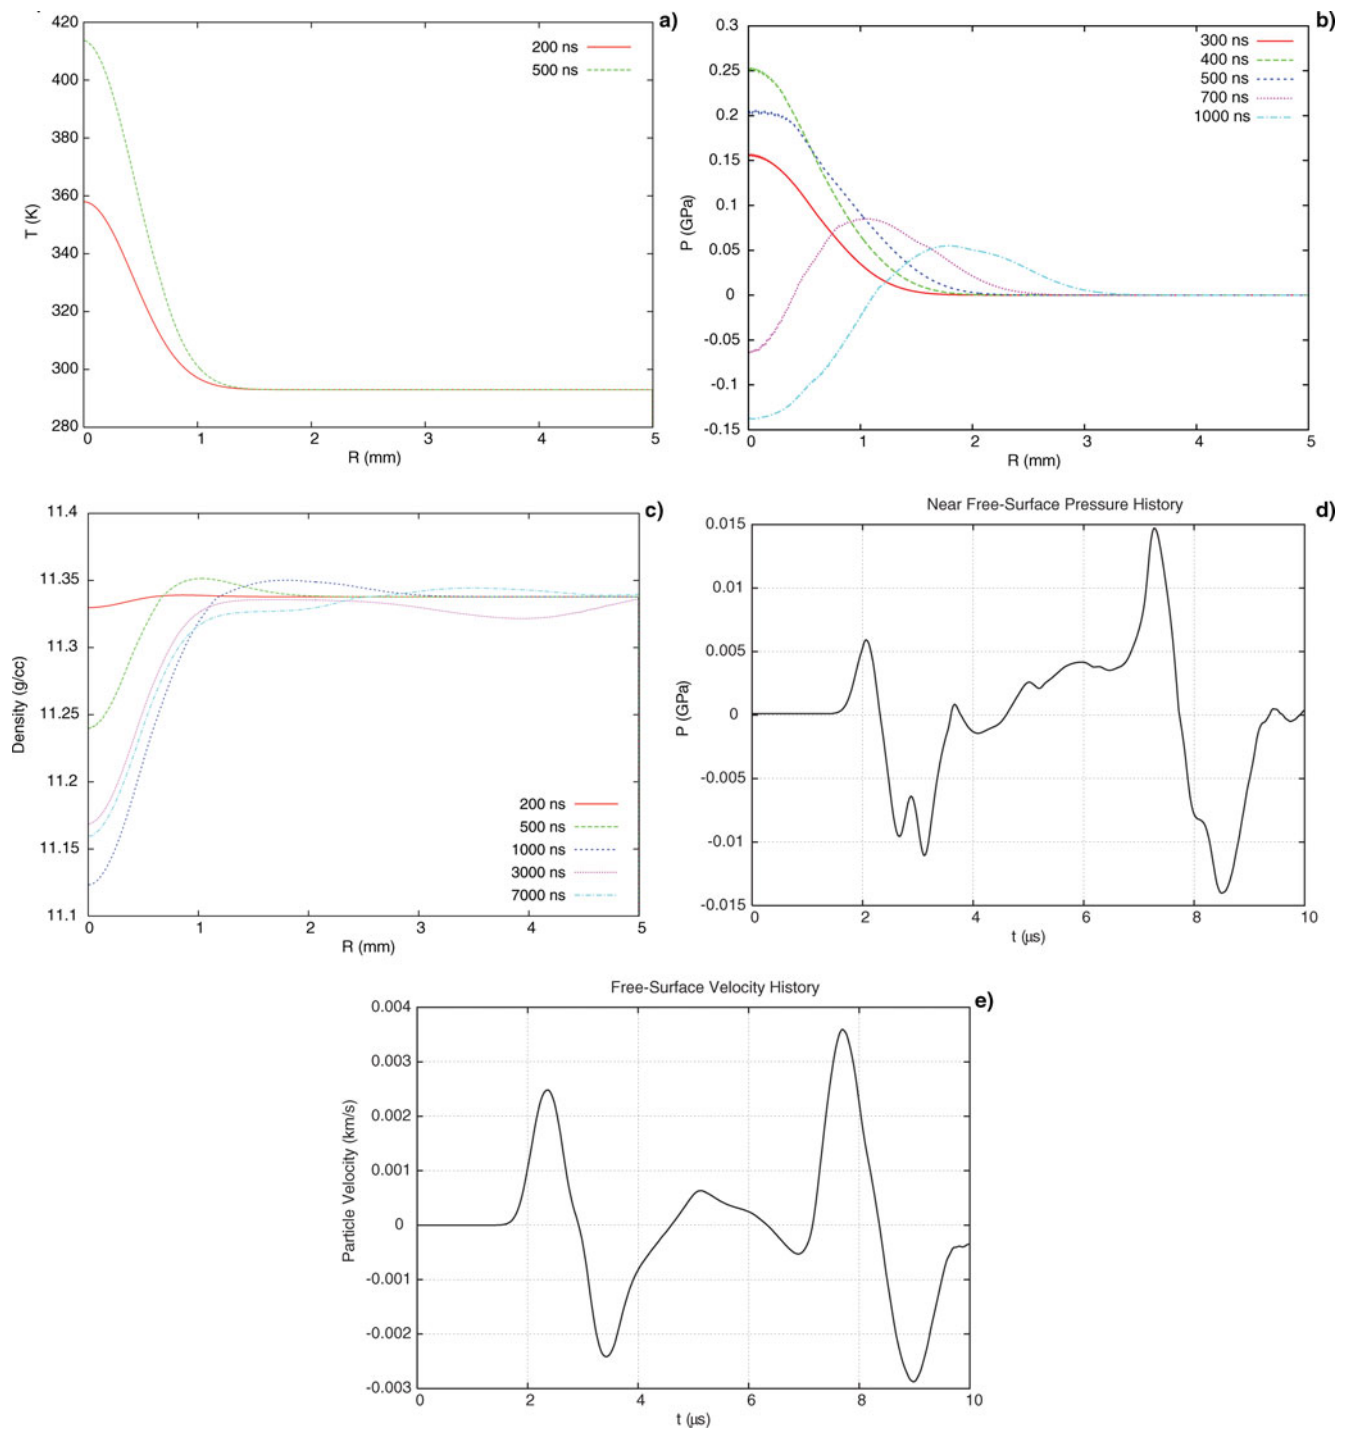 a)
420
400
380
360
340
320
300
280
T (K)
200 ns
500 ns
0 1 2 3 4 5
R (mm)
b)
0.3
0.25
0.2
0.15
0.1
0.05
0
-0.05
-0.1
-0.15
P (GPa)
300 ns
400 ns
500 ns
700 ns
1000 ns
0 1 2 3 4 5
R (mm)
c)
11.4
11.35
11.3
11.25
11.2
11.15
11.1
Density (g/cc)
200 ns
500 ns
1000 ns
3000 ns
7000 ns
0 1 2 3 4 5
R (mm)
Near Free-Surface Pressure History
d)
0.015
0.01
0.005
0
-0.005
-0.01
-0.015
P (GPa)
0 2 4 6 8 10
t (μs)
Free-Surface Velocity History
e)
0.004
0.003
0.002
0.001
0
-0.001
-0.002
-0.003
Particle Velocity (km/s)
0 2 4 6 8 10
t (μs)